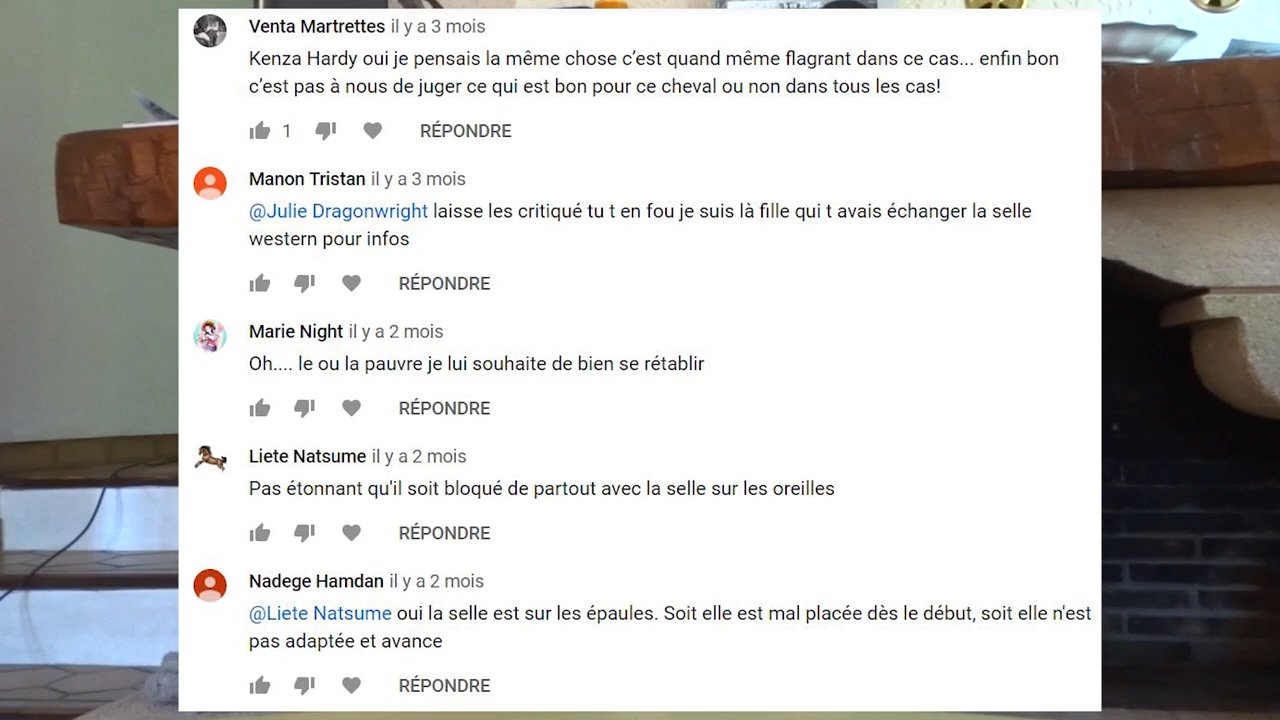 Venta Martrettes il y a 3 mois
Kenza Hardy oui je pensais la même chose c’est quand même flagrant dans ce cas... enfin bon
c’est pas à nous de juger ce qui est bon pour ce cheval ou non dans tous les cas!
1 RÉPONDRE
Manon Tristan il y a 3 mois
@Julie Dragonwright laisse les critiqué tu t en fou je suis là fille qui t avais échanger la selle
western pour infos
RÉPONDRE
Marie Night il y a 2 mois
Oh.... le ou la pauvre je lui souhaite de bien se rétablir
RÉPONDRE
Liete Natsume il y a 2 mois
Pas étonnant qu'il soit bloqué de partout avec la selle sur les oreilles
RÉPONDRE
Nadege Hamdan il y a 2 mois
@Liete Natsume oui la selle est sur les épaules. Soit elle est mal placée dès le début, soit elle n'est
pas adaptée et avance
RÉPONDRE